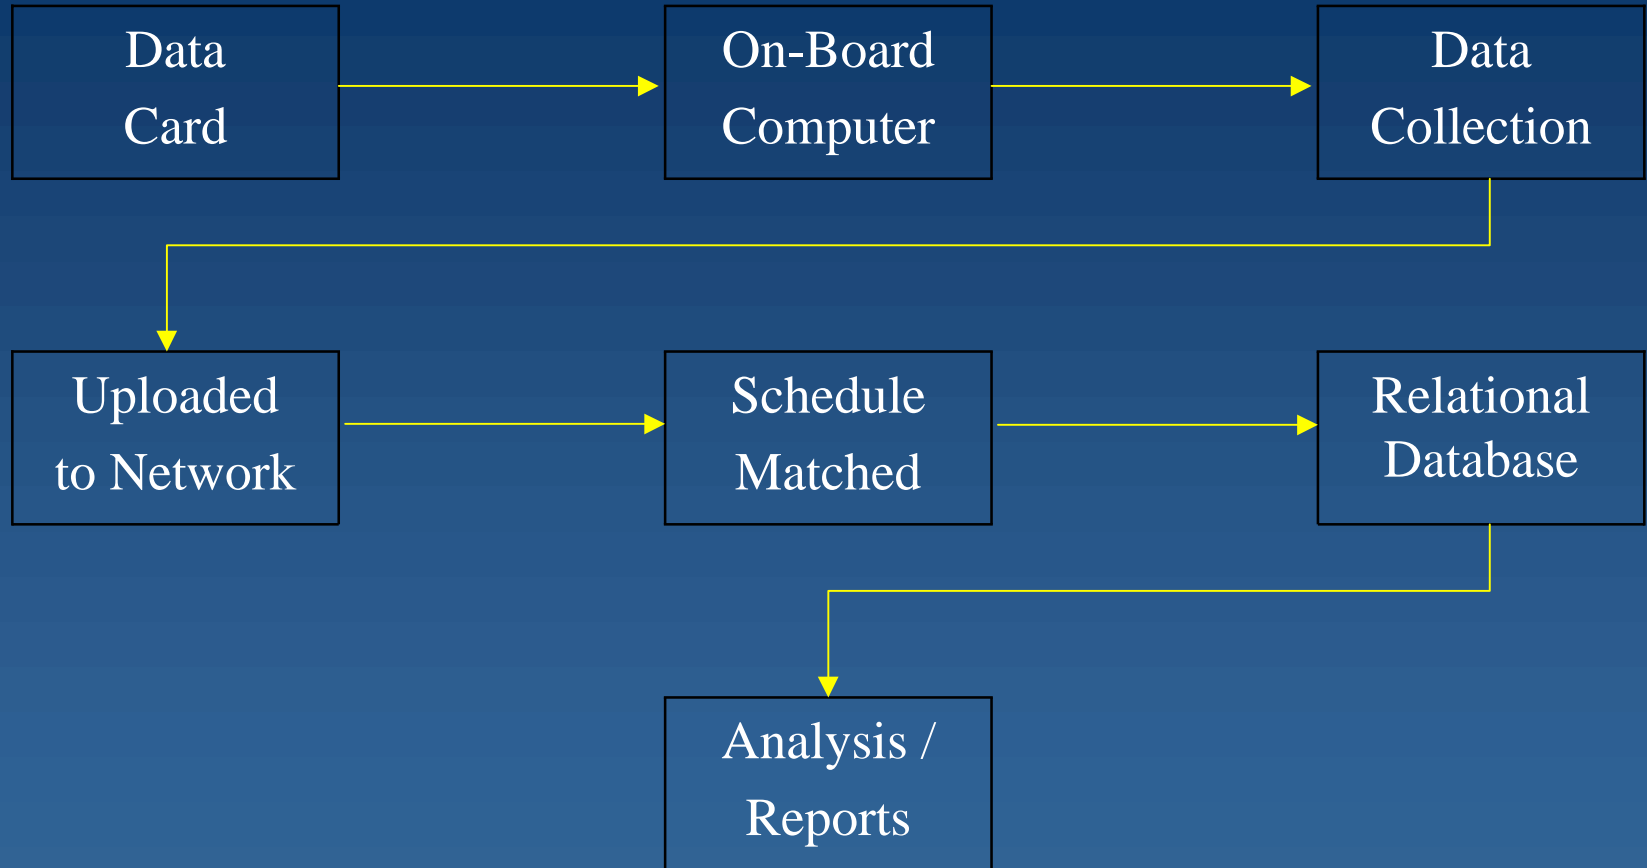 Data
Card
On-Board
Computer
Data
Collection
Uploaded
to Network
Schedule
Matched
Relational
Database
Analysis /
Reports